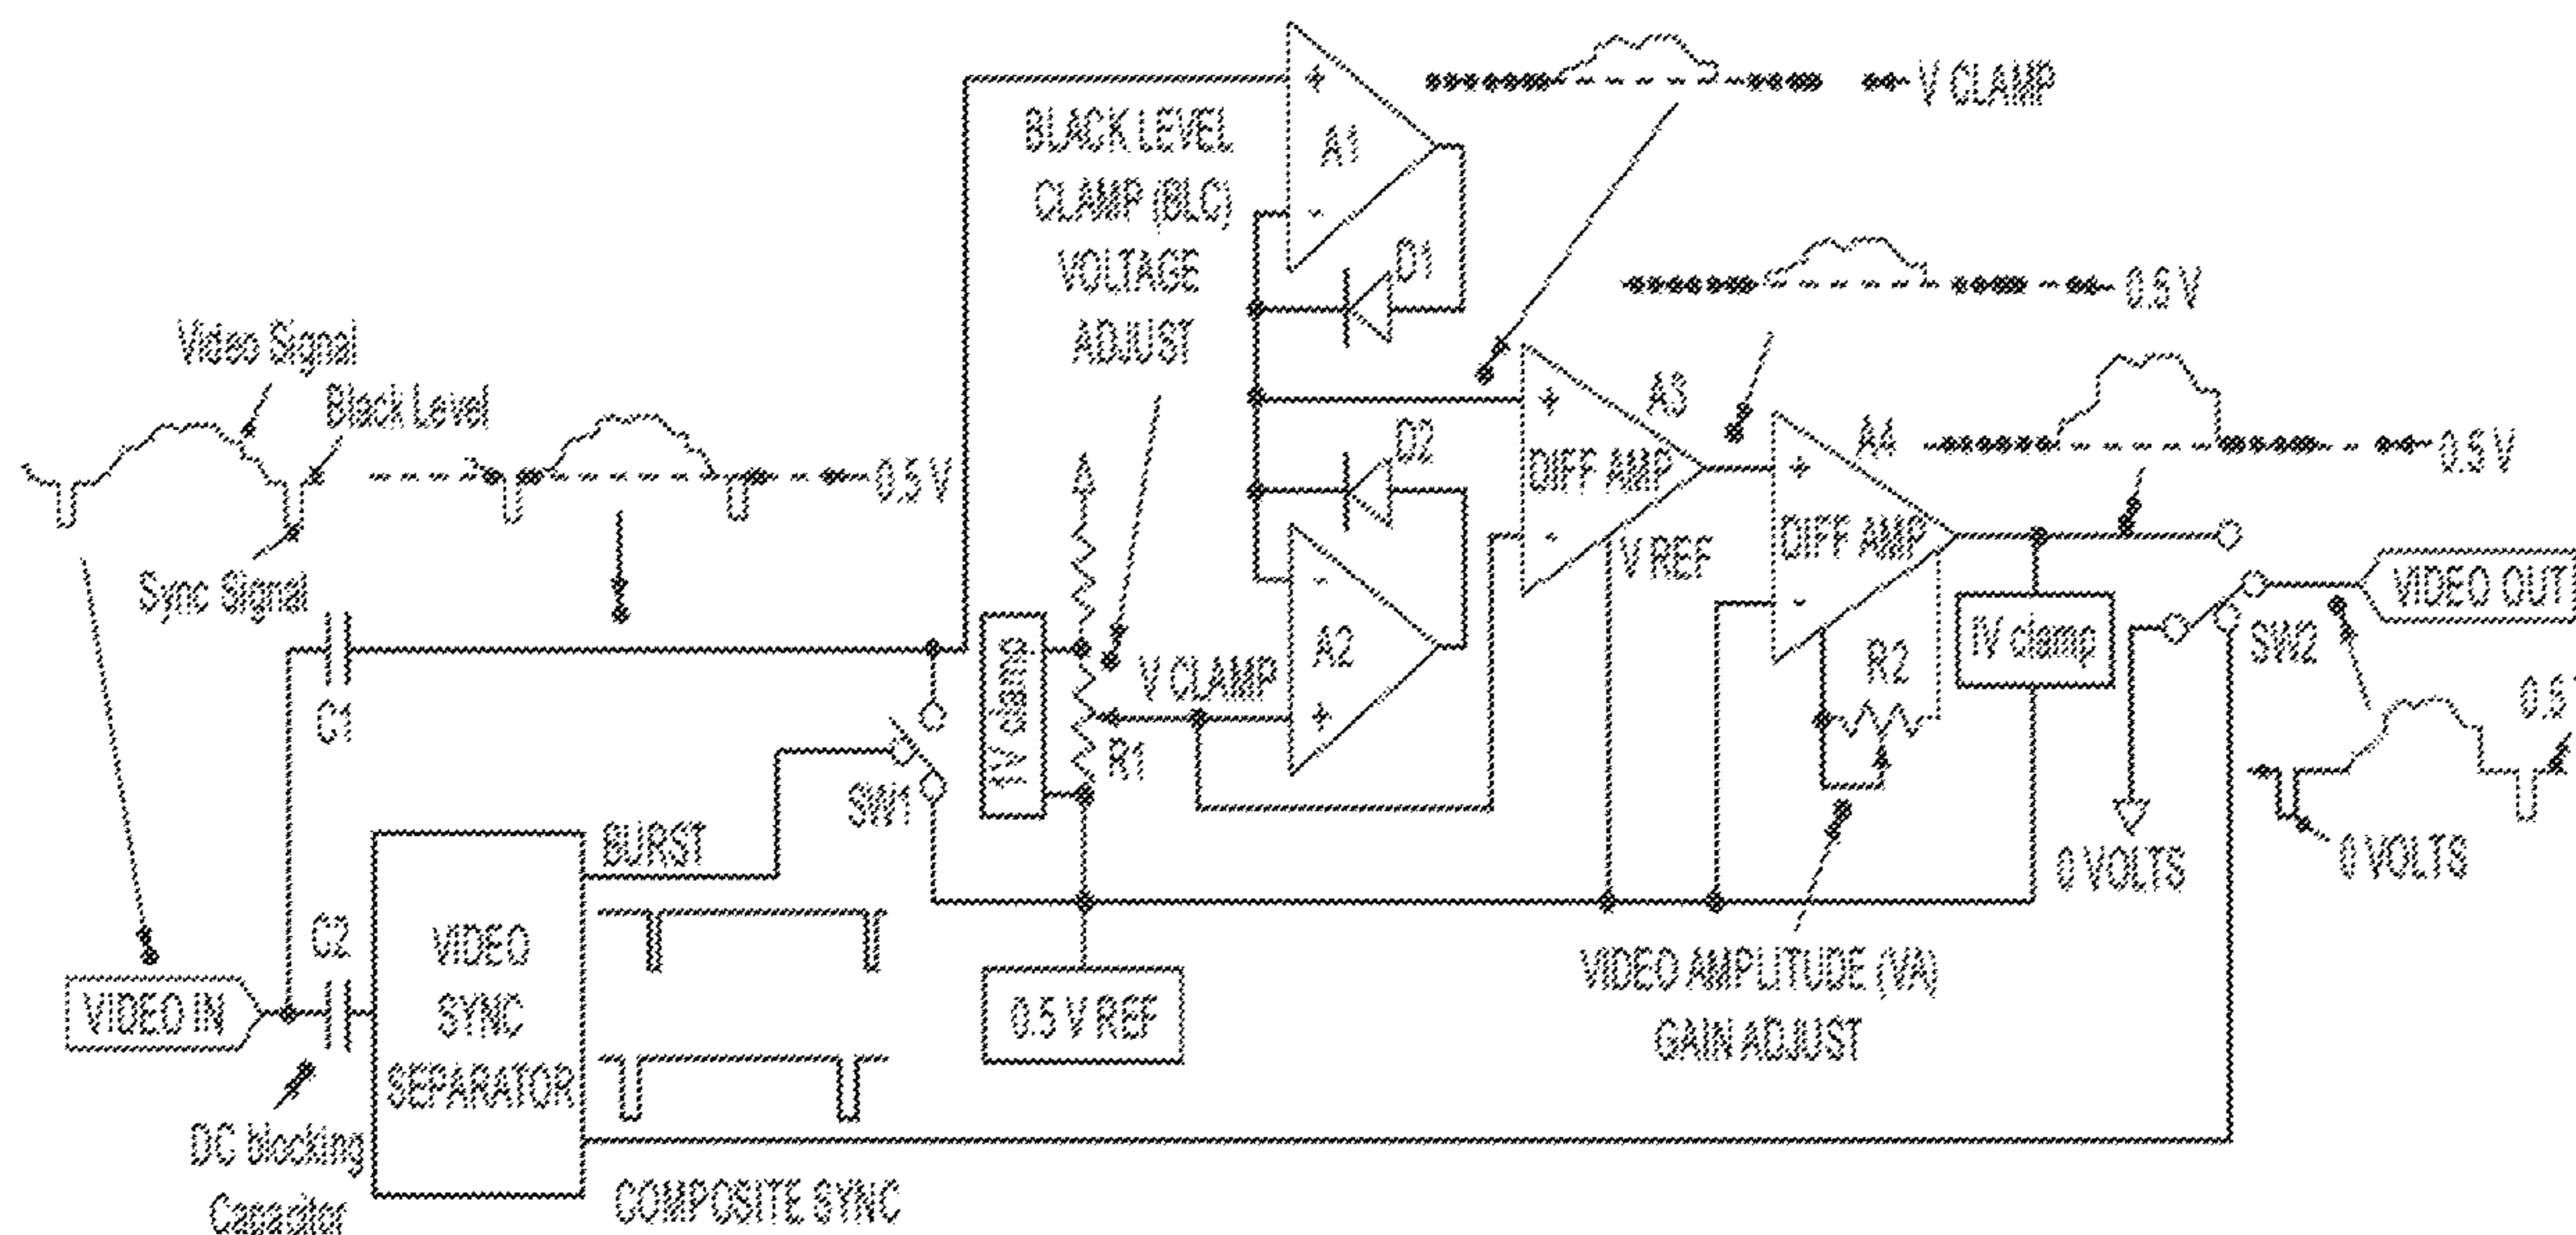 V CLAMP
+
A1
-
BLACK LEVEL
CLAMP (BLC)
VOLTAGE
ADJUST
D1
0.5 V
Video Signal
Black Level
0.5 V
Sync Signal
C1
D2
+
A3
DIFF AMP
-
V REF
+
A4
DIFF AMP
-
0.5 V
R2
IV clamp
SW2
VIDEO OUT
1V clamp
V CLAMP
-
A2
+
R1
SW1
BURST
0 VOLTS
0 VOLTS
0.5
C2
VIDEO IN
VIDEO
SYNC
SEPARATOR
0.5 V REF
VIDEO AMPLITUDE (VA)
GAIN ADJUST
DC blocking
Capacitor
COMPOSITE SYNC